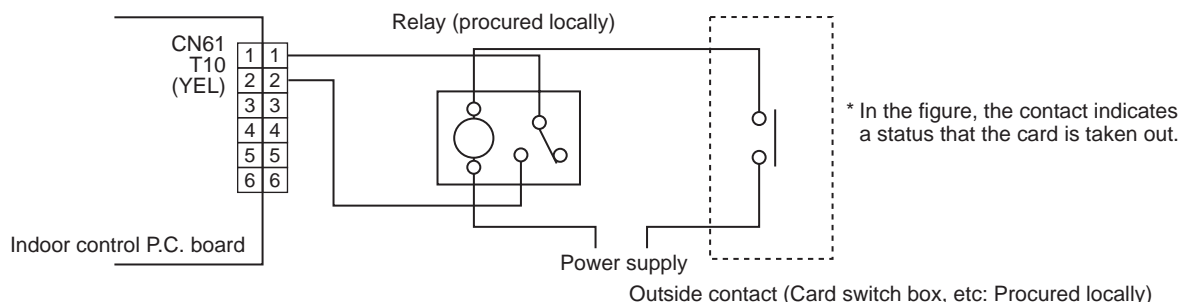 Relay (procured locally)
CN61
T10
(YEL)
1 1
2 2
3 3
4 4
5 5
6 6
* In the figure, the contact indicates
a status that the card is taken out.
Indoor control P.C. board
Power supply
Outside contact (Card switch box, etc: Procured locally)